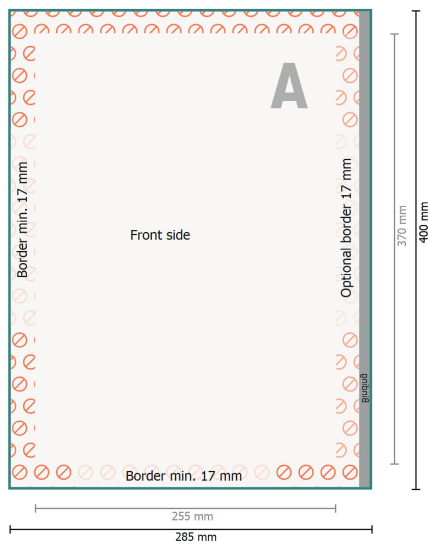 A
Border min. 17 mm
Front side
Optional border 17 mm
370 mm
400 mm
Binding
Border min. 17 mm
255 mm
285 mm